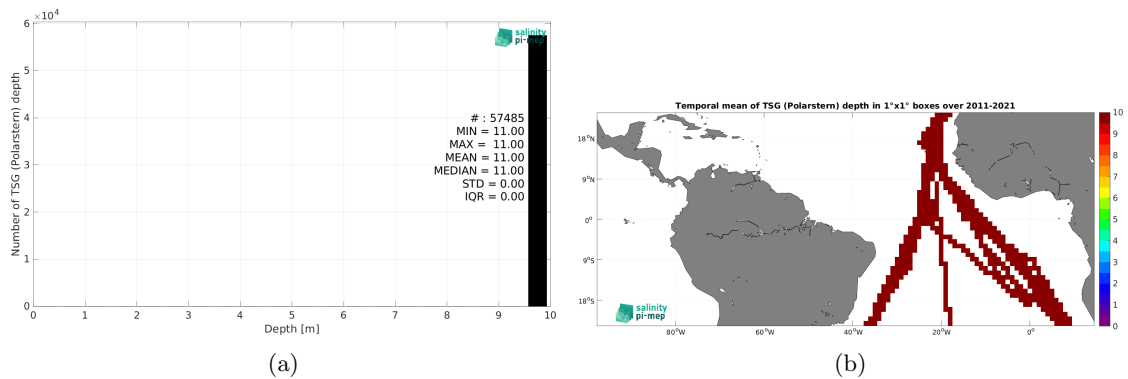 ×10⁴
6
5
4
3
2
1
0
Number of TSG (Polarstern) depth
salinity
pi-mep
# : 57485
MIN = 11.00
MAX = 11.00
MEAN = 11.00
MEDIAN = 11.00
STD = 0.00
IQR = 0.00
0 1 2 3 4 5 6 7 8 9 10
Depth [m]
(a)
Temporal mean of TSG (Polarstern) depth in 1°x1° boxes over 2011-2021
18°N
9°N
0°
9°S
18°S
80°W 60°W 40°W 20°W 0°
salinity
pi-mep
10
9
8
7
6
5
4
3
2
1
0
(b)